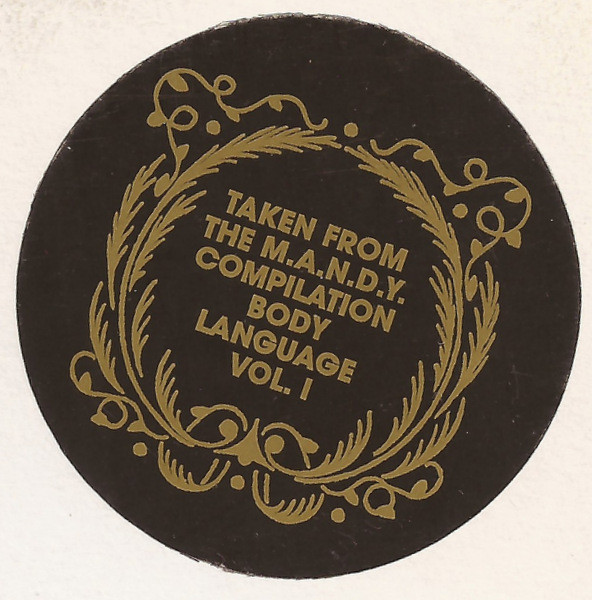 TAKEN FROM
THE M.A.N.D.Y.
COMPILATION
BODY
LANGUAGE
VOL. I